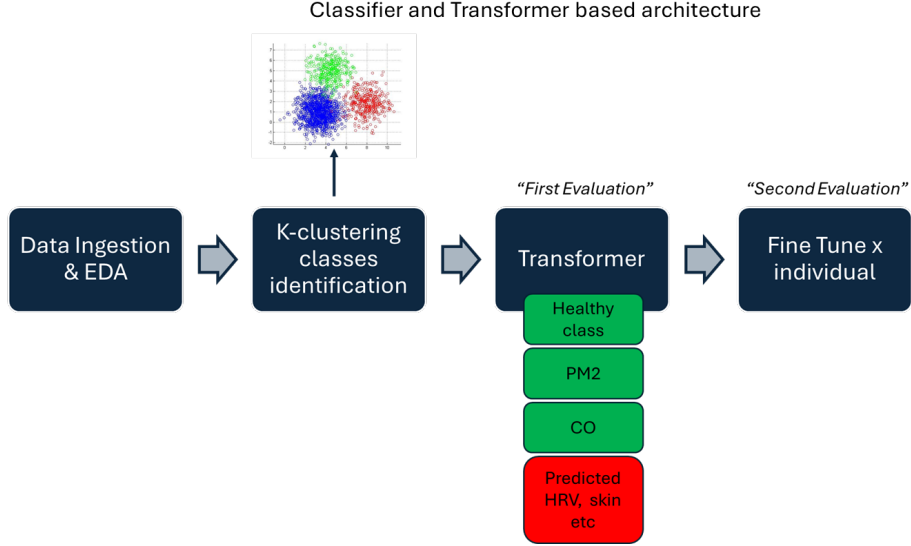 Classifier and Transformer based architecture
"First Evaluation"
"Second Evaluation"
Data Ingestion
& EDA
K-clustering
classes
identification
Transformer
Fine Tune x
individual
Healthy
class
PM2
CO
Predicted
HRV, skin
etc